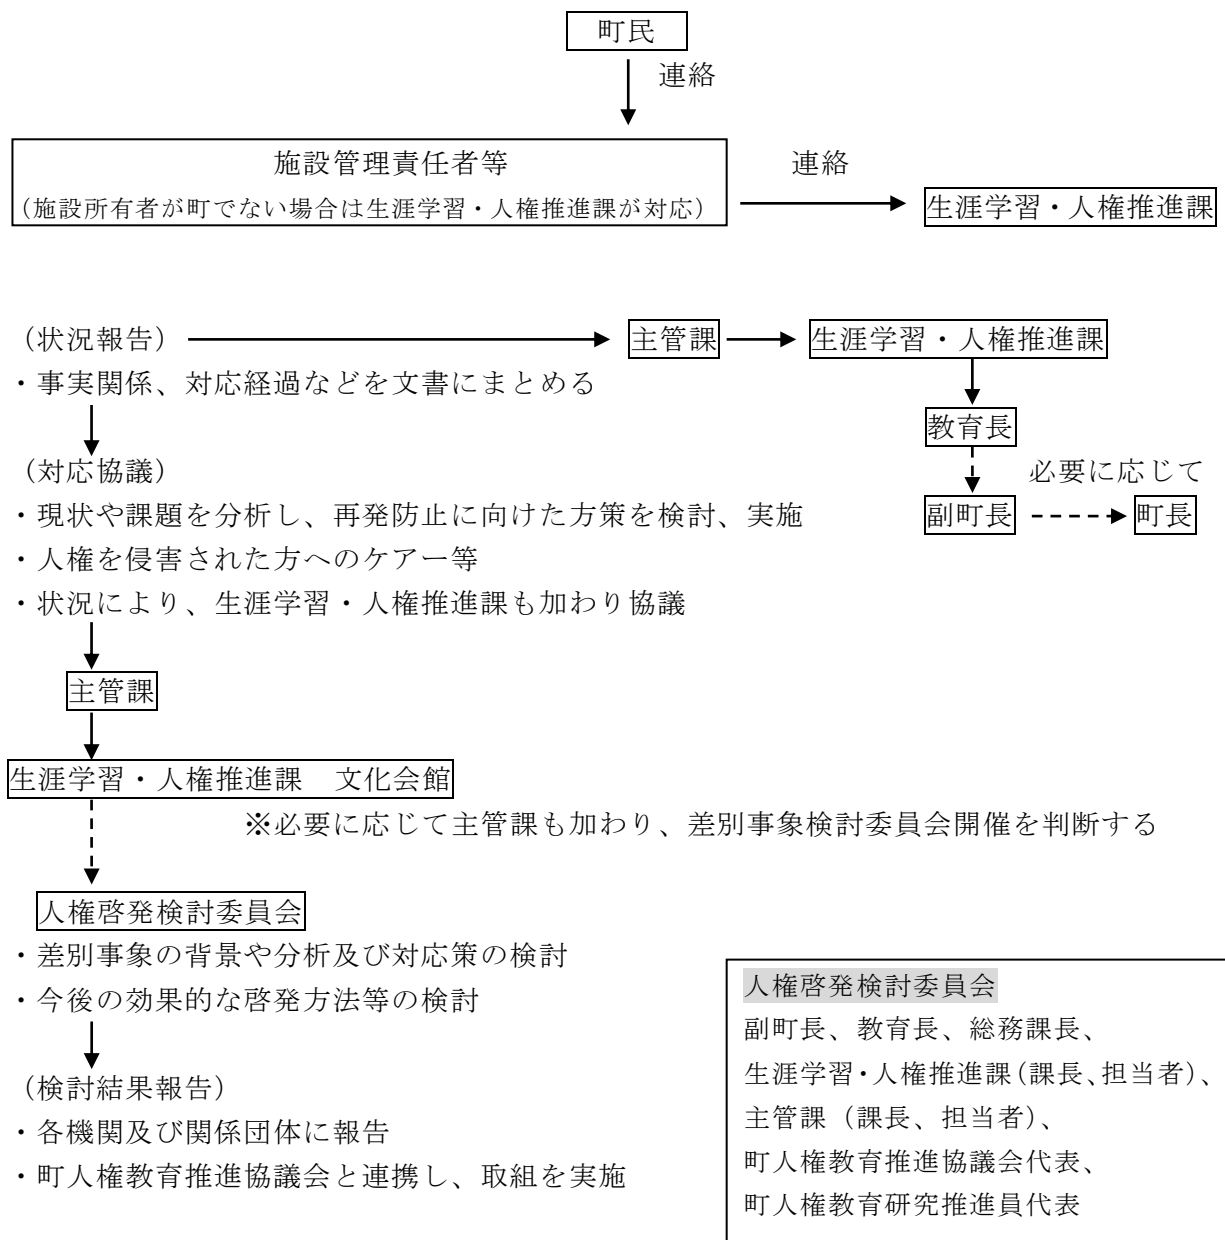 町民
連絡
施設管理責任者等
連絡
(施設所有者が町でない場合は生涯学習・人権推進課が対応)
生涯学習・人権推進課
(状況報告)
主管課
生涯学習・人権推進課
・事実関係、対応経過などを文書にまとめる
教育長
(対応協議)
必要に応じて
・現状や課題を分析し、再発防止に向けた方策を検討、実施
副町長
町長
・人権を侵害された方へのケアー等
・状況により、生涯学習・人権推進課も加わり協議
主管課
生涯学習・人権推進課　文化会館
※必要に応じて主管課も加わり、差別事象検討委員会開催を判断する
人権啓発検討委員会
・差別事象の背景や分析及び対応策の検討
・今後の効果的な啓発方法等の検討
(検討結果報告)
・各機関及び関係団体に報告
・町人権教育推進協議会と連携し、取組を実施
人権啓発検討委員会
副町長、教育長、総務課長、
生涯学習・人権推進課(課長、担当者)、
主管課（課長、担当者)、
町人権教育推進協議会代表、
町人権教育研究推進員代表